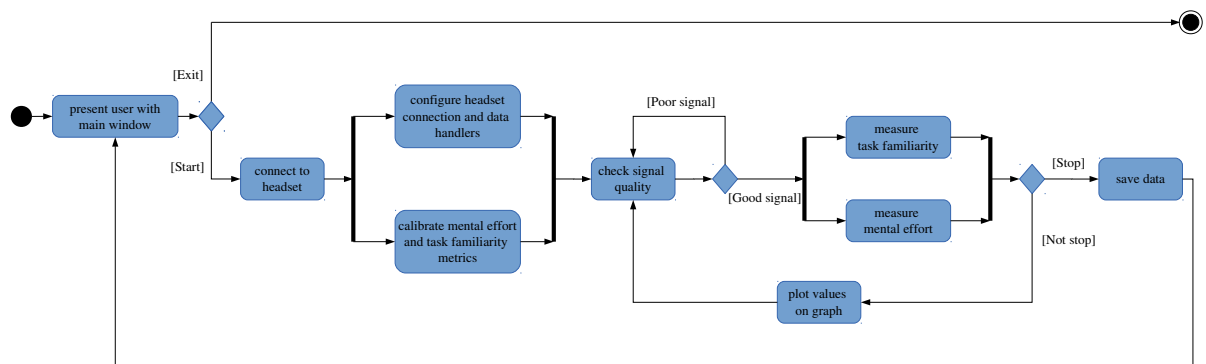 [Exit]
present user with
main window
[Start]
connect to
headset
configure headset
connection and data
handlers
calibrate mental effort
and task familiarity
metrics
[Poor signal]
check signal
quality
[Good signal]
measure
task familiarity
measure
mental effort
[Stop]
save data
[Not stop]
plot values
on graph